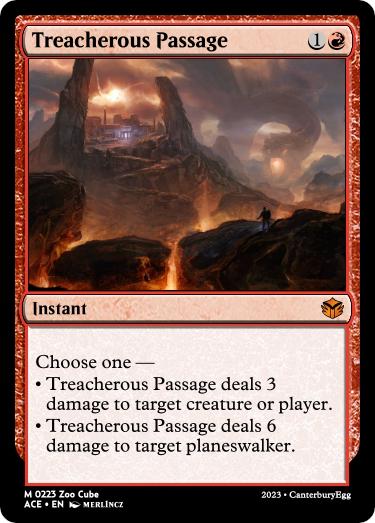 Treacherous Passage 1
Instant
Choose one —
• Treacherous Passage deals 3
damage to target creature or player.
• Treacherous Passage deals 6
damage to target planeswalker.
M 0223 Zoo Cube
ACE • EN MERLINCZ
2023 • CanterburyEgg